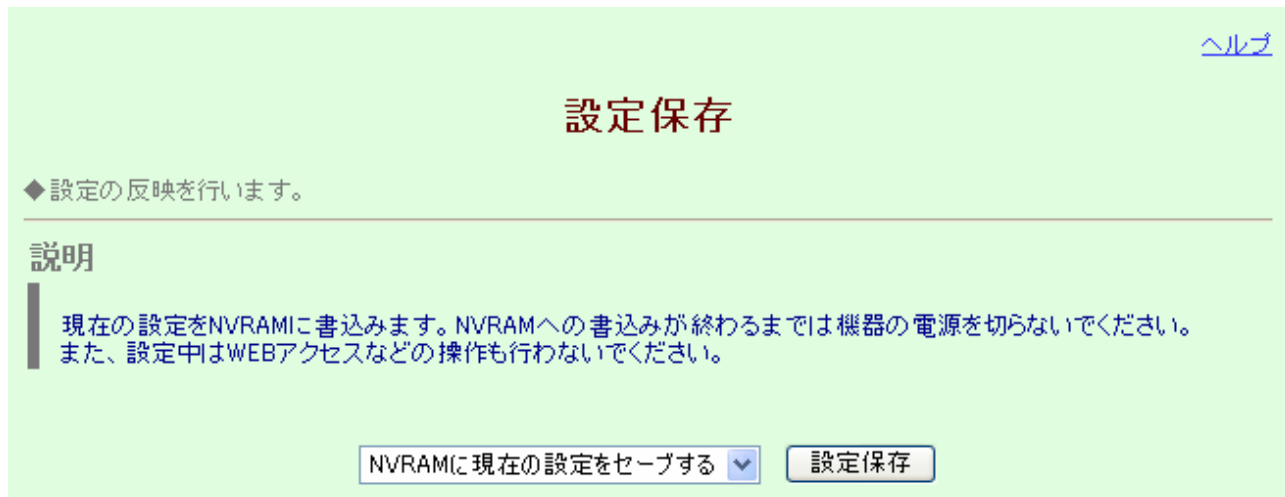 ヘルプ
設定保存
◆設定の反映を行います。
説明
現在の設定をNVRAMに書込みます。NVRAMへの書込みが終わるまでは機器の電源を切らないでください。
また、設定中はWEBアクセスなどの操作も行わないでください。
NVRAMに現在の設定をセーブする 設定保存